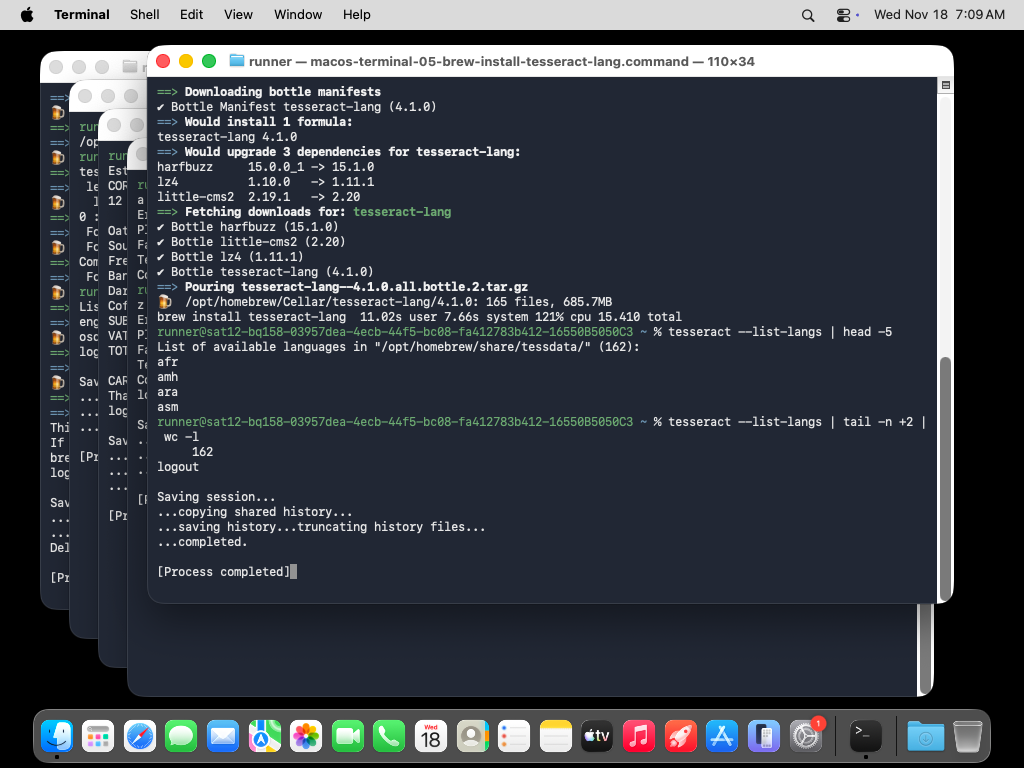 Terminal Shell Edit View Window Help Wed Nov 18 7:09 AM
runner — macos-terminal-05-brew-install-tesseract-lang.command — 110×34
==> Downloading bottle manifests
✔ Bottle Manifest tesseract-lang (4.1.0)
==> Would install 1 formula:
tesseract-lang 4.1.0
==> Would upgrade 3 dependencies for tesseract-lang:
harfbuzz 15.0.0_1 -> 15.1.0
lz4 1.10.0 -> 1.11.1
little-cms2 2.19.1 -> 2.20
==> Fetching downloads for: tesseract-lang
✔ Bottle harfbuzz (15.1.0)
✔ Bottle little-cms2 (2.20)
✔ Bottle lz4 (1.11.1)
✔ Bottle tesseract-lang (4.1.0)
==> Pouring tesseract-lang--4.1.0.all.bottle.2.tar.gz
🍺 /opt/homebrew/Cellar/tesseract-lang/4.1.0: 165 files, 685.7MB
brew install tesseract-lang 11.02s user 7.66s system 121% cpu 15.410 total
runner@sat12-bq158-03957dea-4ecb-44f5-bc08-fa412783b412-16550B5050C3 ~ % tesseract --list-langs | head -5
List of available languages in "/opt/homebrew/share/tessdata/" (162):
afr
amh
ara
asm
runner@sat12-bq158-03957dea-4ecb-44f5-bc08-fa412783b412-16550B5050C3 ~ % tesseract --list-langs | tail -n +2 |
wc -l
162
logout
Saving session...
...copying shared history...
...saving history...truncating history files...
...completed.
[Process completed]
Wed
18
tv
1